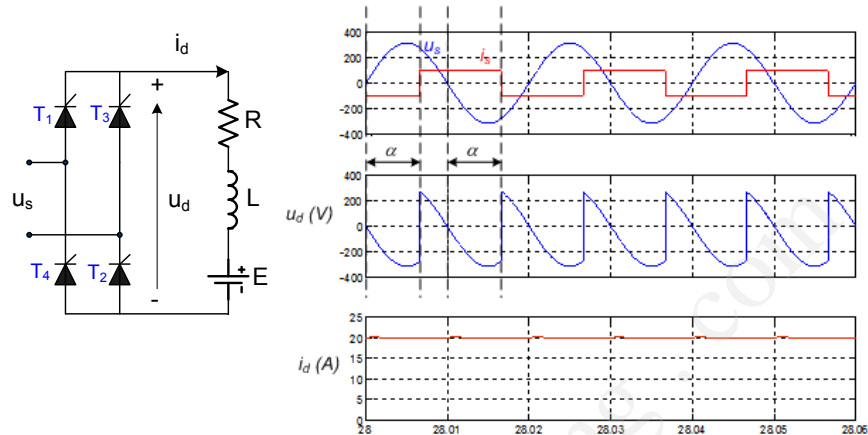 i_d
+
T₁
T₃
R
u_s
u_d
L
T₄
T₂
E
+
-
-
400
200
0
-200
-400
u_s
i_s
α
α
u_d (V)
400
200
0
-200
-400
i_d (A)
25
20
15
10
5
0
28
28.01
28.02
28.03
28.04
28.05
28.06